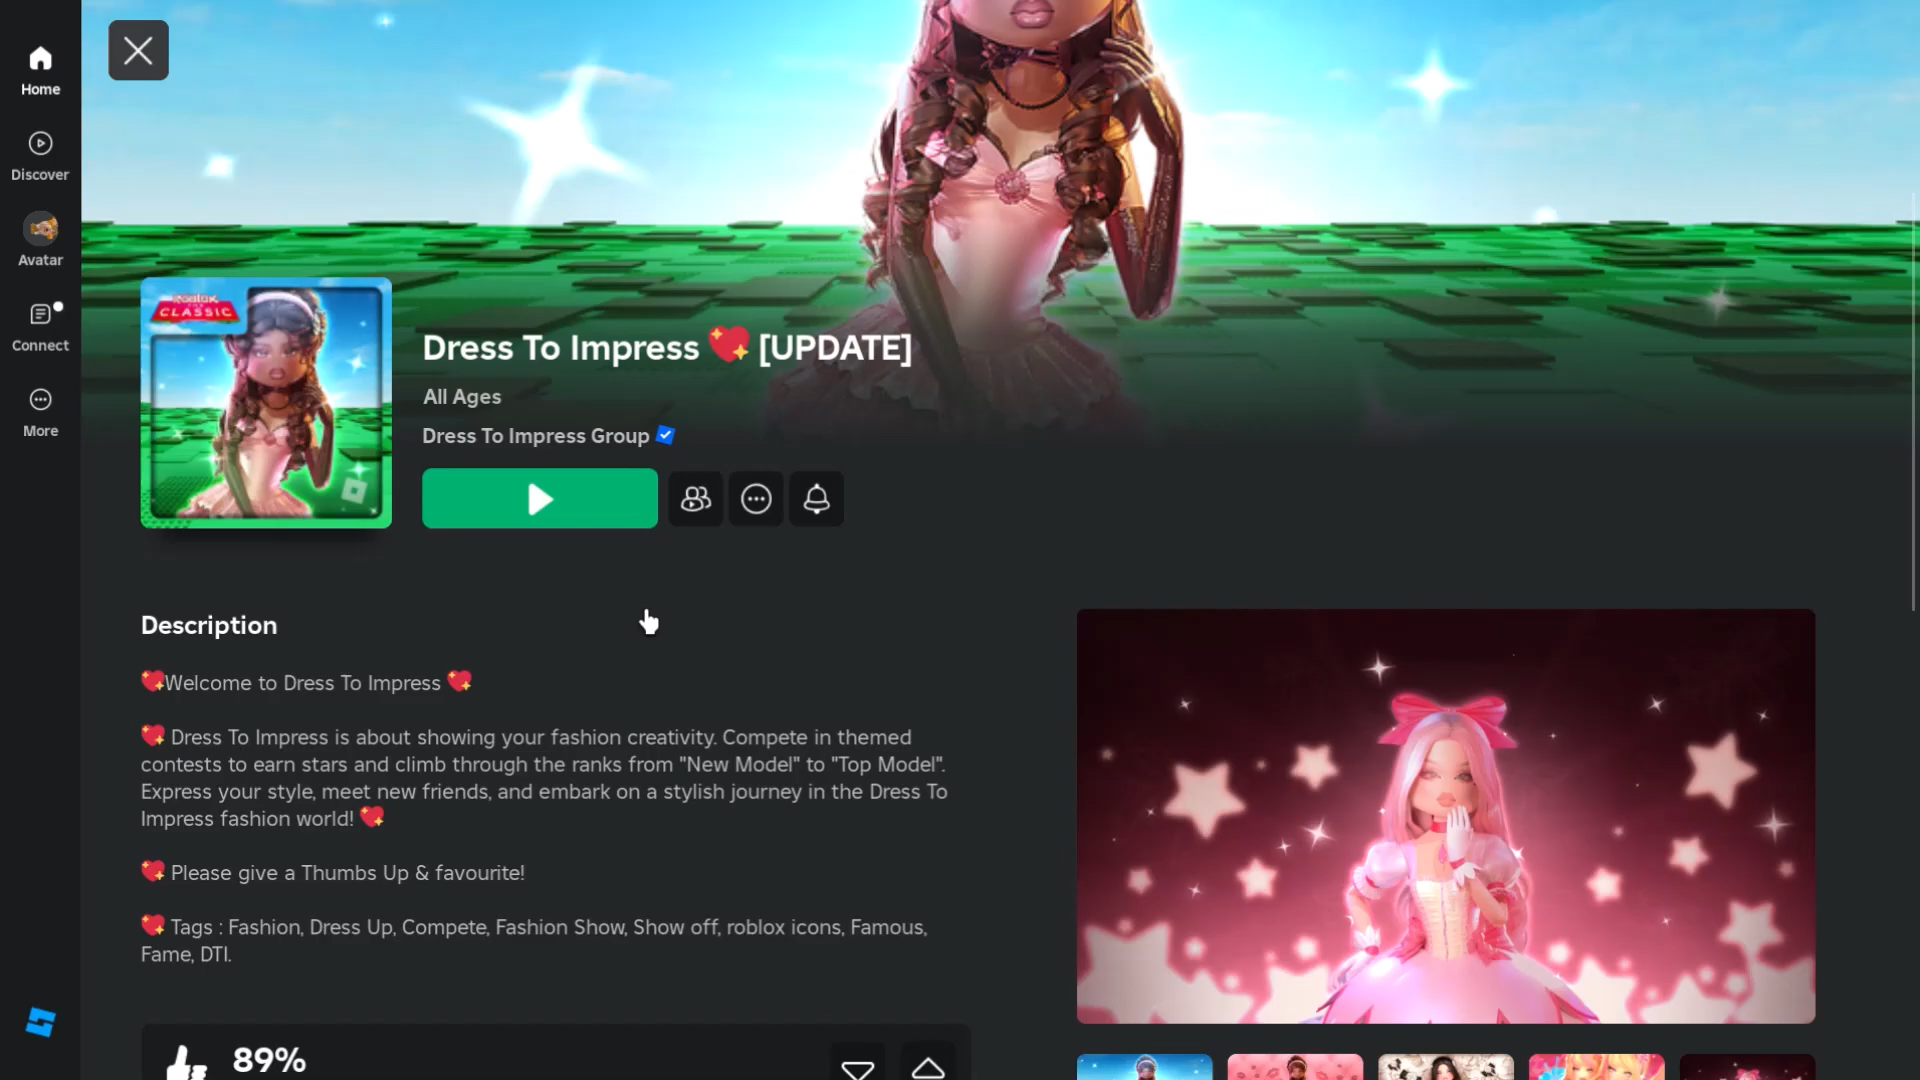 Home
Discover
Avatar
Connect
More
ROBLOX
THE
CLASSIC
Dress To Impress 💖 [UPDATE]
All Ages
Dress To Impress Group
Description
💖Welcome to Dress To Impress 💖
💖 Dress To Impress is about showing your fashion creativity. Compete in themed
contests to earn stars and climb through the ranks from "New Model" to "Top Model".
Express your style, meet new friends, and embark on a stylish journey in the Dress To
Impress fashion world! 💖
💖 Please give a Thumbs Up & favourite!
💖 Tags : Fashion, Dress Up, Compete, Fashion Show, Show off, roblox icons, Famous,
Fame, DTI.
89%